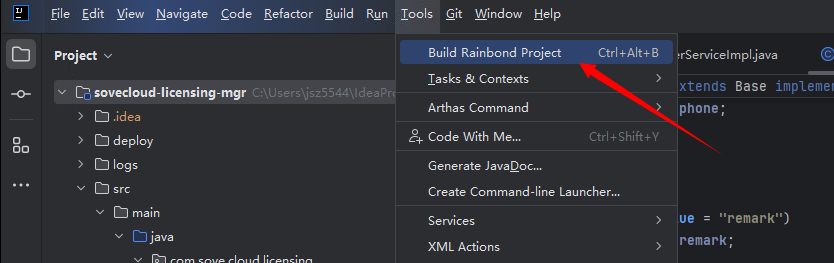 IJ File Edit View Navigate Code Refactor Build Run Tools Git Window Help
Project
Build Rainbond Project Ctrl+Alt+B
erServiceImpl.java
sovecloud-licensing-mgr C:\Users\jsz5544\IdeaPro
Tasks & Contexts
extends Base impleme
.idea
phone;
deploy
Arthas Command
logs
Code With Me... Ctrl+Shift+Y
src
Generate JavaDoc...
main
Create Command-line Launcher...
java
Services
ue = "remark")
com.sove.cloud.licensing
XML Actions
remark;